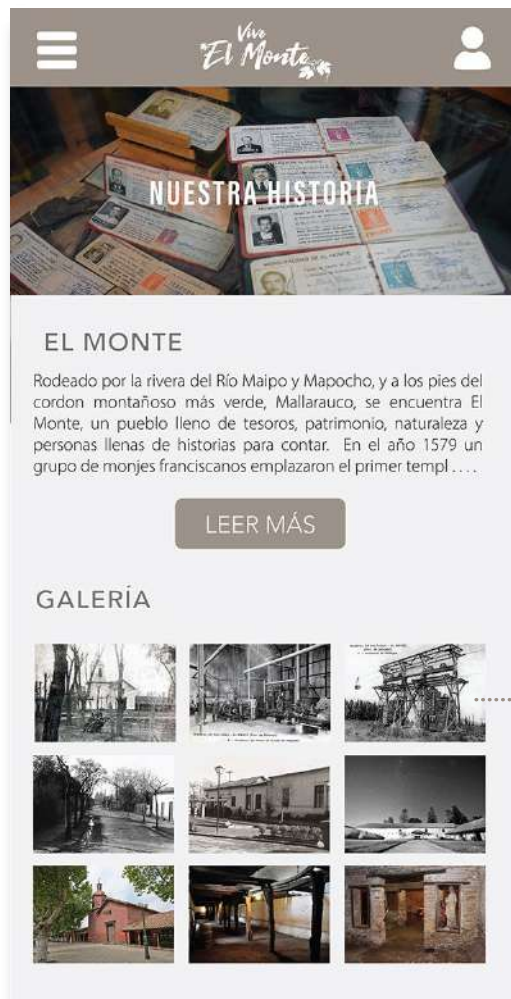 Vive
El Monte
NUESTRA HISTORIA
EL MONTE
Rodeado por la rivera del Río Maipo y Mapocho, y a los pies del
cordon montañoso más verde, Mallarauco, se encuentra El
Monte, un pueblo lleno de tesoros, patrimonio, naturaleza y
personas llenas de historias para contar. En el año 1579 un
grupo de monjes franciscanos emplazaron el primer templ . . . .
LEER MÁS
GALERÍA